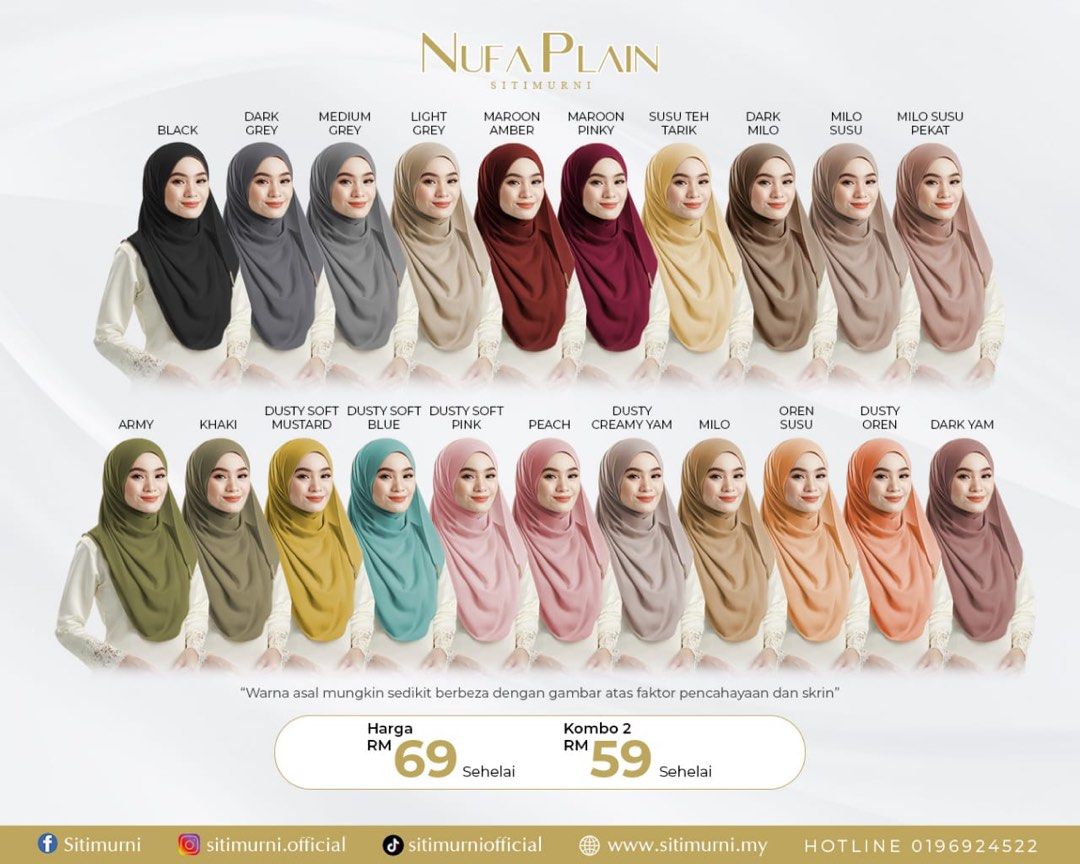 NUFA PLAIN
SITIMURNI
BLACK
DARK
GREY
MEDIUM
GREY
LIGHT
GREY
MAROON
AMBER
MAROON
PINKY
SUSU TEH
TARIK
DARK
MILO
MILO
SUSU
MILO SUSU
PEKAT
ARMY
KHAKI
DUSTY SOFT
MUSTARD
DUSTY SOFT
BLUE
DUSTY SOFT
PINK
PEACH
DUSTY
CREAMY YAM
MILO
OREN
SUSU
DUSTY
OREN
DARK YAM
“Warna asal mungkin sedikit berbeza dengan gambar atas faktor pencahayaan dan skrin”
Harga
RM 69 Sehelai
Kombo 2
RM 59 Sehelai
Sitimurni
sitimurni.official
sitimurniofficial
www.sitimurni.my
HOTLINE 0196924522